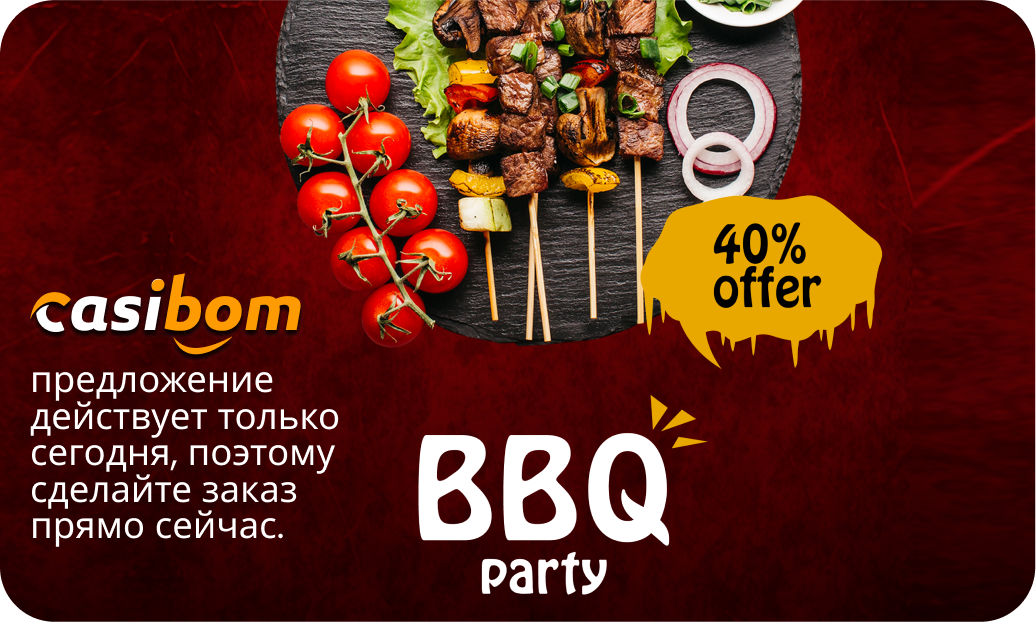 40%
offer
casibom
предложение
действует только
сегодня, поэтому
сделайте заказ
прямо сейчас.
BBQ
party